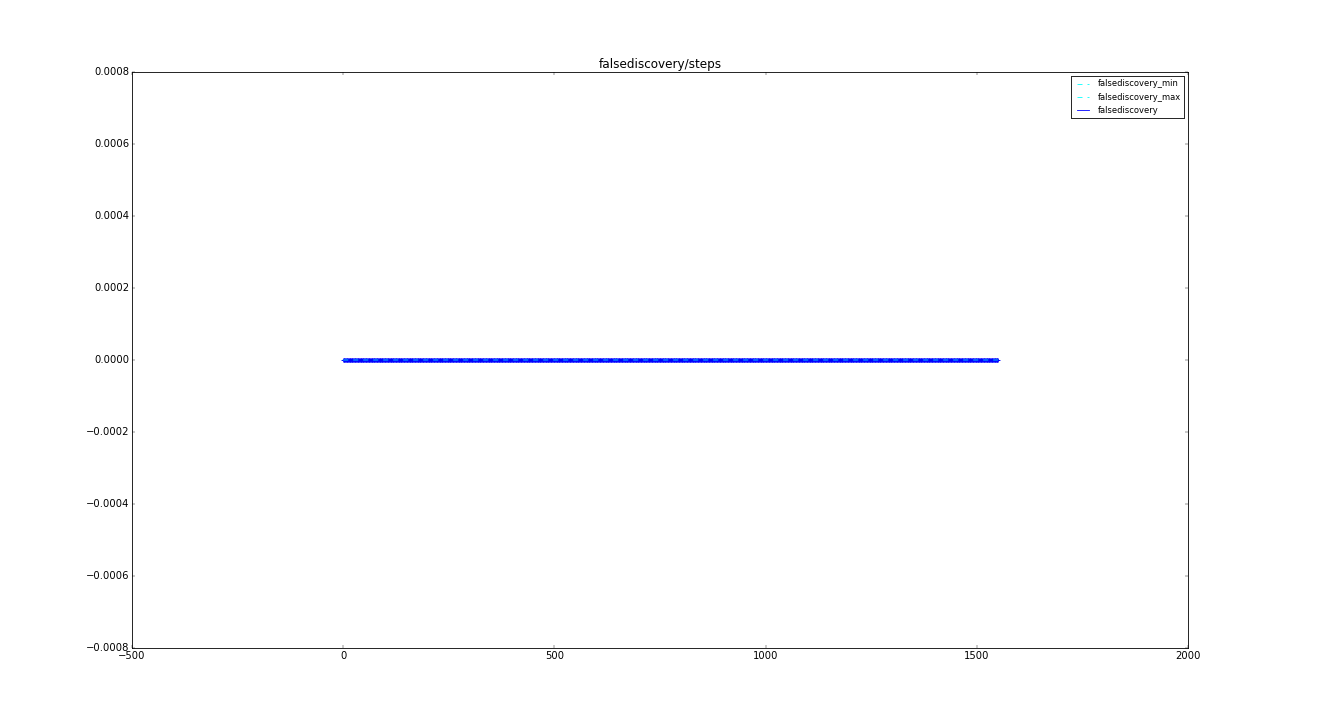 falsediscovery/steps
0.0008
falsediscovery_min
falsediscovery_max
falsediscovery
0.0006
0.0004
0.0002
0.0000
−0.0002
−0.0004
−0.0006
−0.0008
−500 0 500 1000 1500 2000